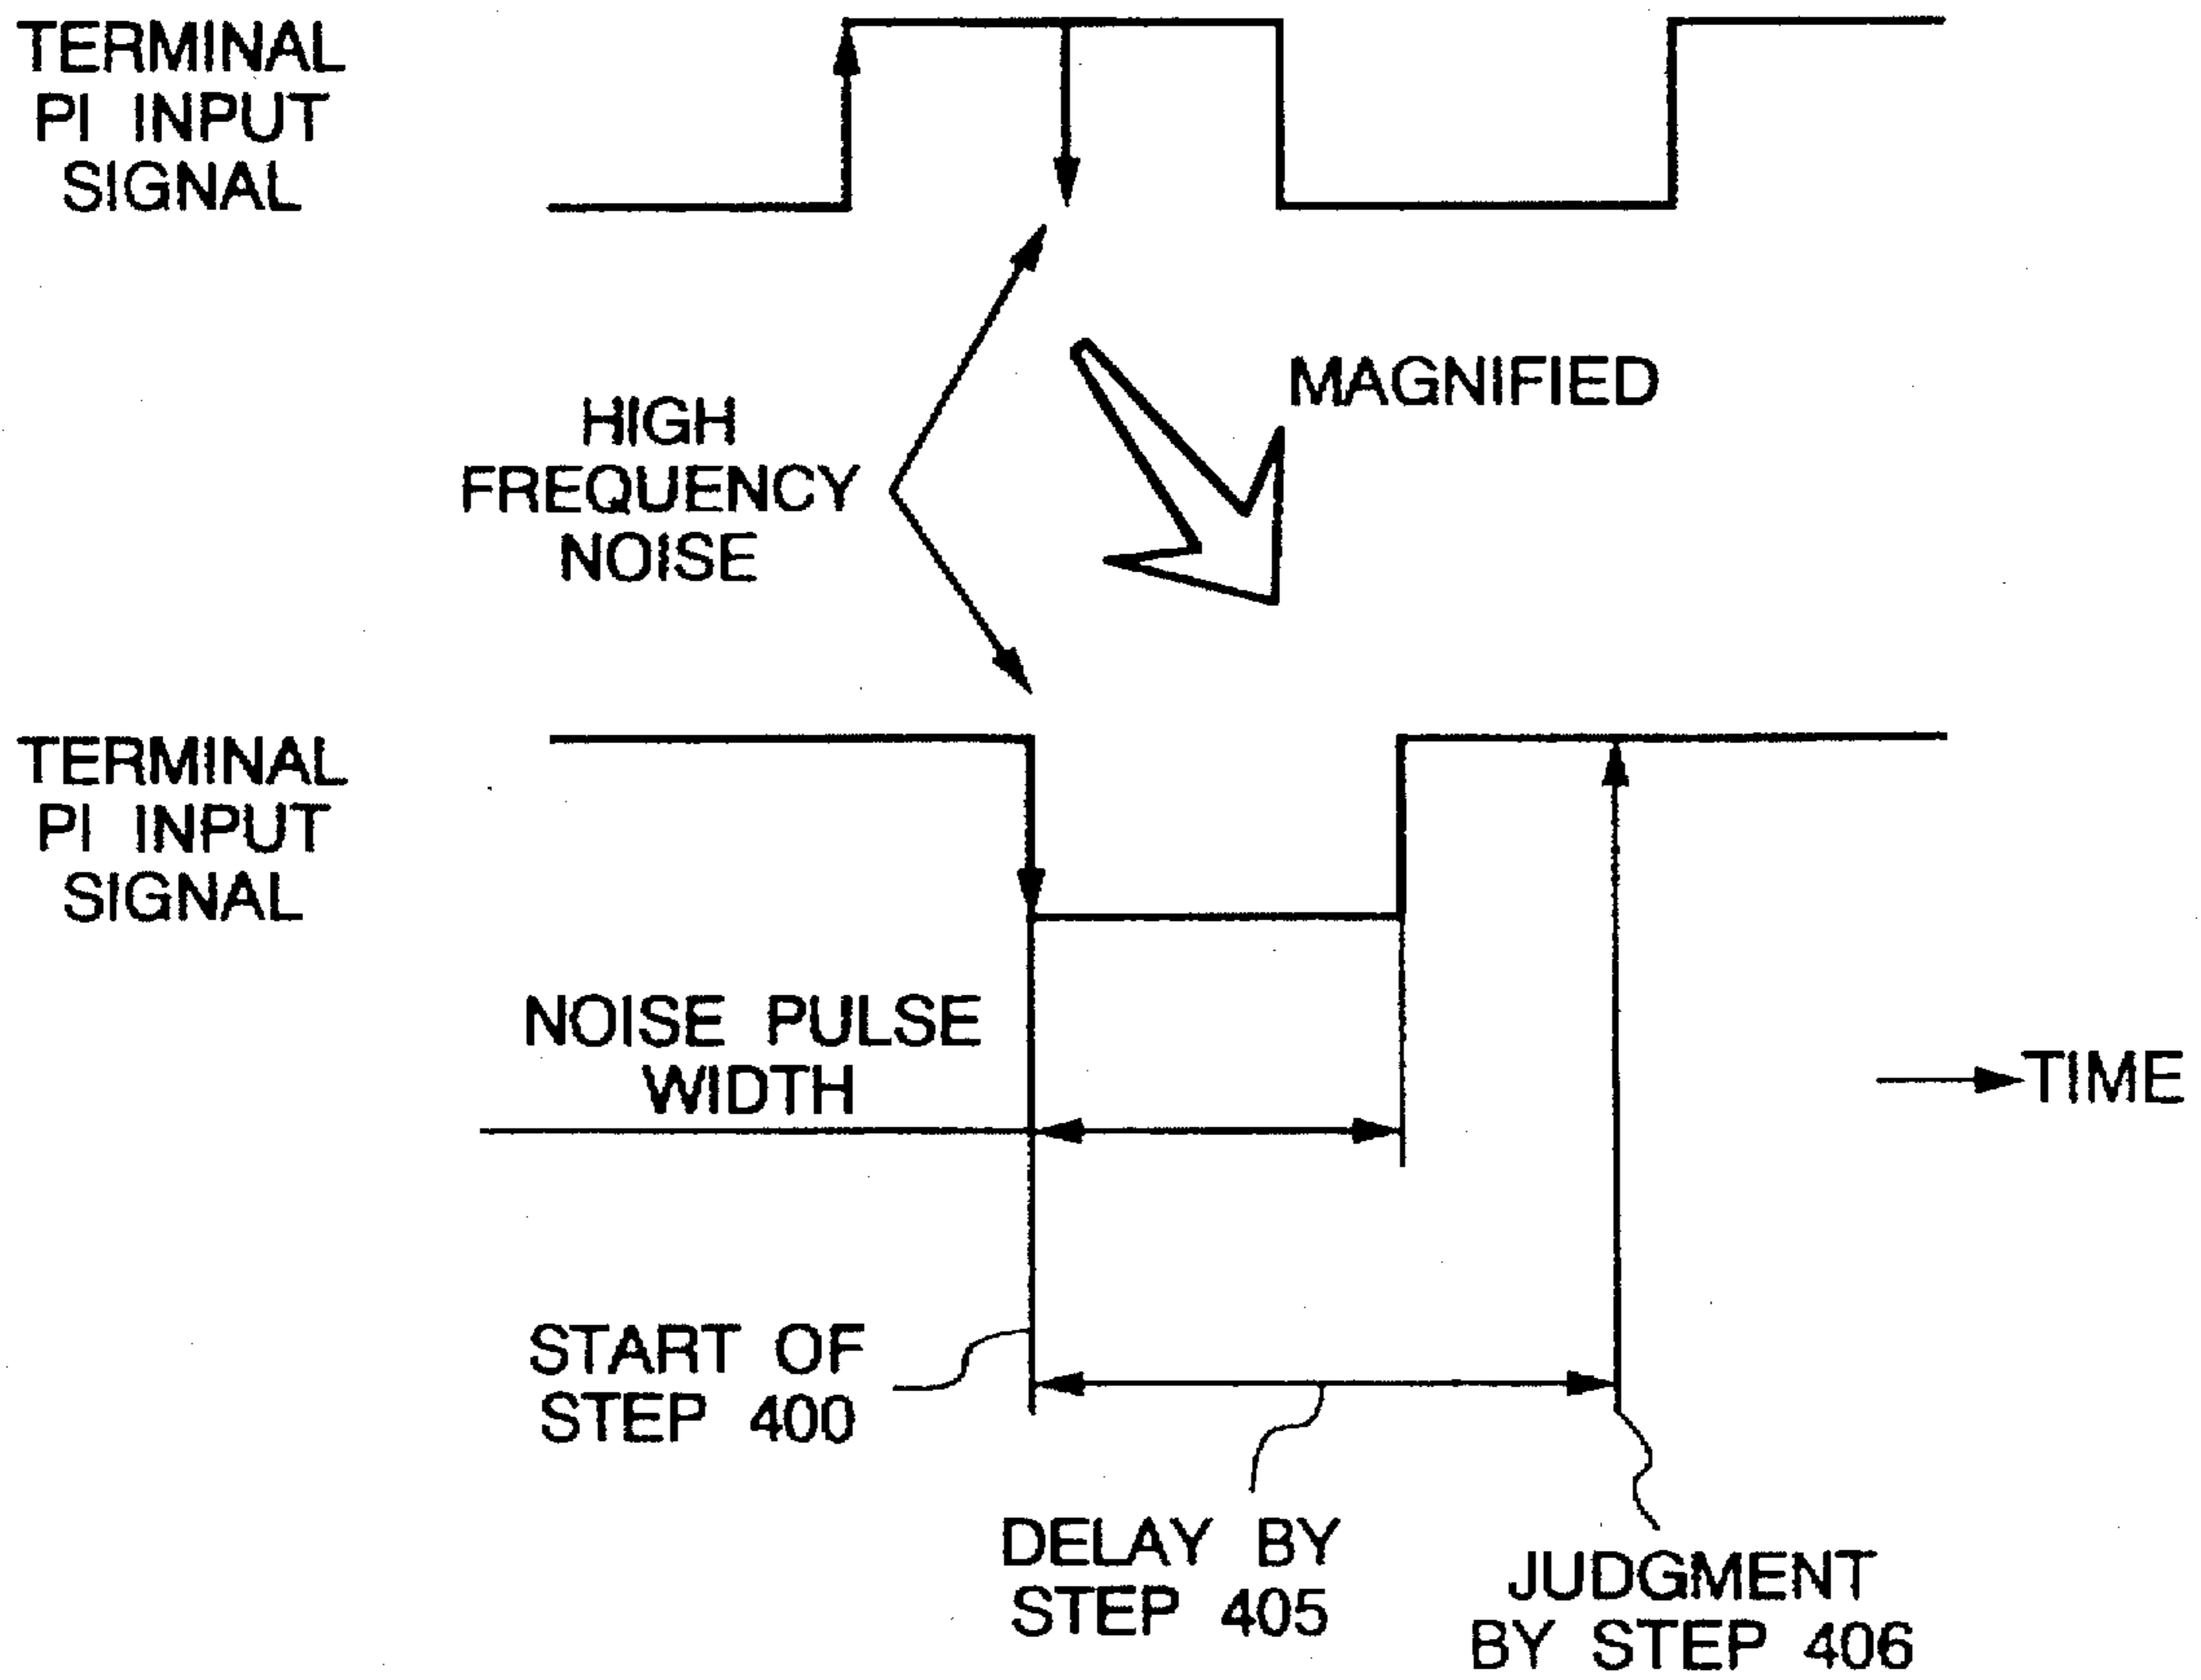 TERMINAL
PI INPUT
SIGNAL
MAGNIFIED
HIGH
FREQUENCY
NOISE
TERMINAL
PI INPUT
SIGNAL
NOISE PULSE
WIDTH
TIME
START OF
STEP 400
DELAY BY
STEP 405
JUDGMENT
BY STEP 406